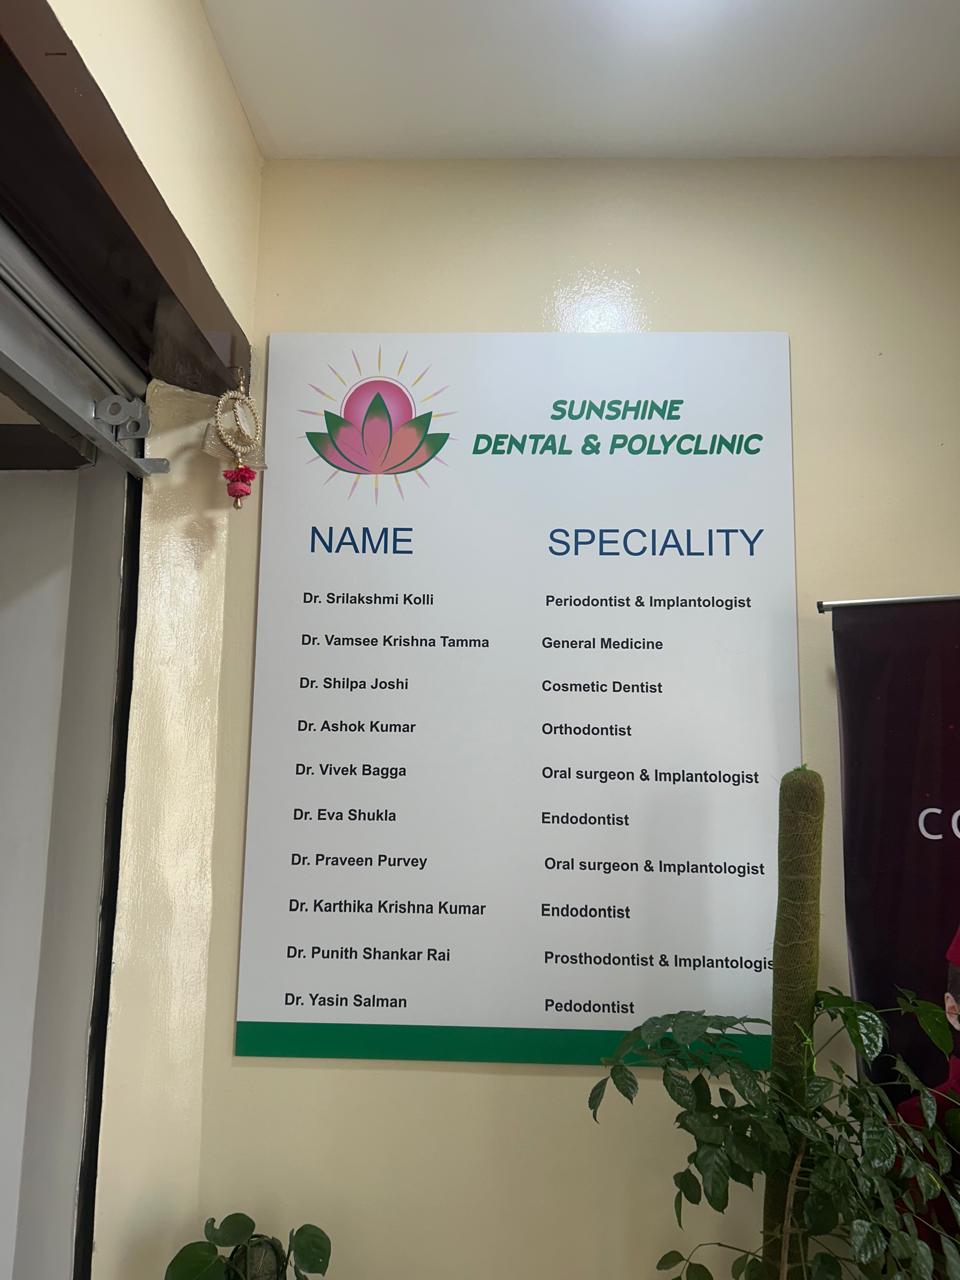 SUNSHINE
DENTAL & POLYCLINIC
NAME SPECIALITY
Dr. Srilakshmi Kolli Periodontist & Implantologist
Dr. Vamsee Krishna Tamma General Medicine
Dr. Shilpa Joshi Cosmetic Dentist
Dr. Ashok Kumar Orthodontist
Dr. Vivek Bagga Oral surgeon & Implantologist
Dr. Eva Shukla Endodontist
Dr. Praveen Purvey Oral surgeon & Implantologist
Dr. Karthika Krishna Kumar Endodontist
Dr. Punith Shankar Rai Prosthodontist & Implantologis
Dr. Yasin Salman Pedodontist